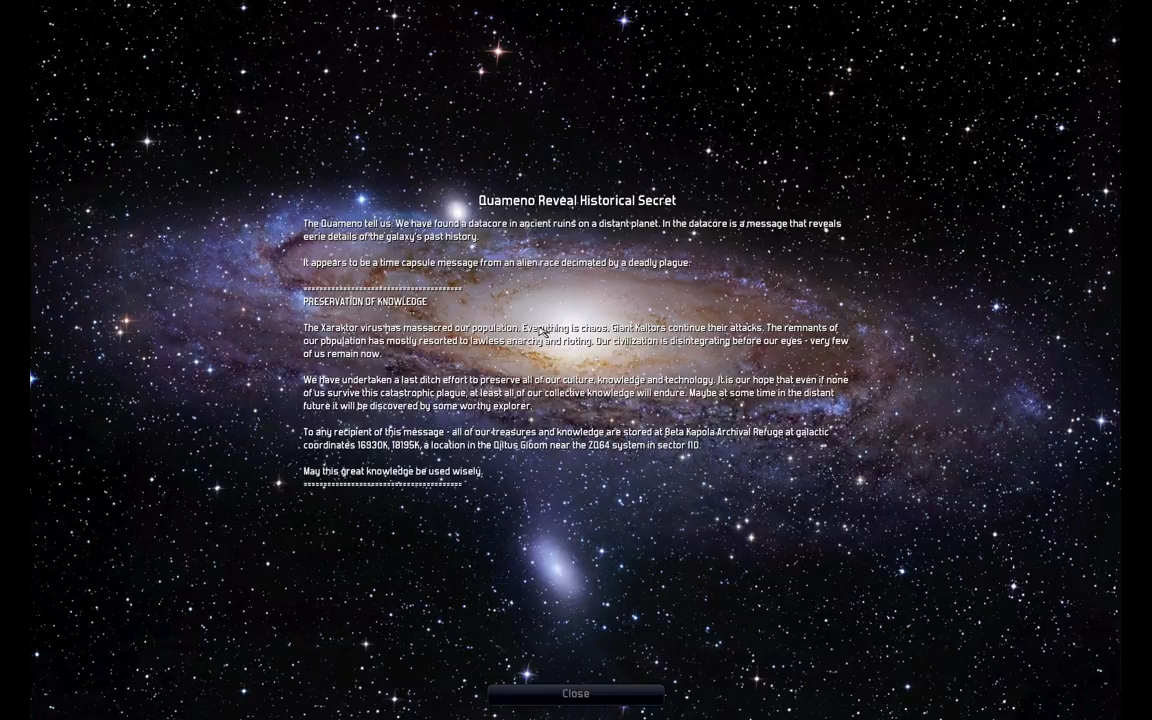 Quameno Reveal Historical Secret
The Quameno tell us: We have found a datacore in ancient ruins on a distant planet. In the datacore is a message that reveals
eerie details of the galaxy's past history.
It appears to be a time capsule message from an alien race decimated by a deadly plague:
========================================
PRESERVATION OF KNOWLEDGE
The Xaraktor virus has massacred our population. Everything is chaos. Giant Kaltors continue their attacks. The remnants of
our population has mostly resorted to lawless anarchy and rioting. Our civilization is disintegrating before our eyes - very few
of us remain now.
We have undertaken a last ditch effort to preserve all of our culture, knowledge and technology. It is our hope that even if none
of us survive this catastrophic plague, at least all of our collective knowledge will endure. Maybe at some time in the distant
future it will be discovered by some worthy explorer.
To any recipient of this message - all of our treasures and knowledge are stored at Beta Kapola Archival Refuge at galactic
coordinates 16930K, 18195K, a location in the Gloom near the system in sector I10.
May this great knowledge be used wisely.
========================================
Close